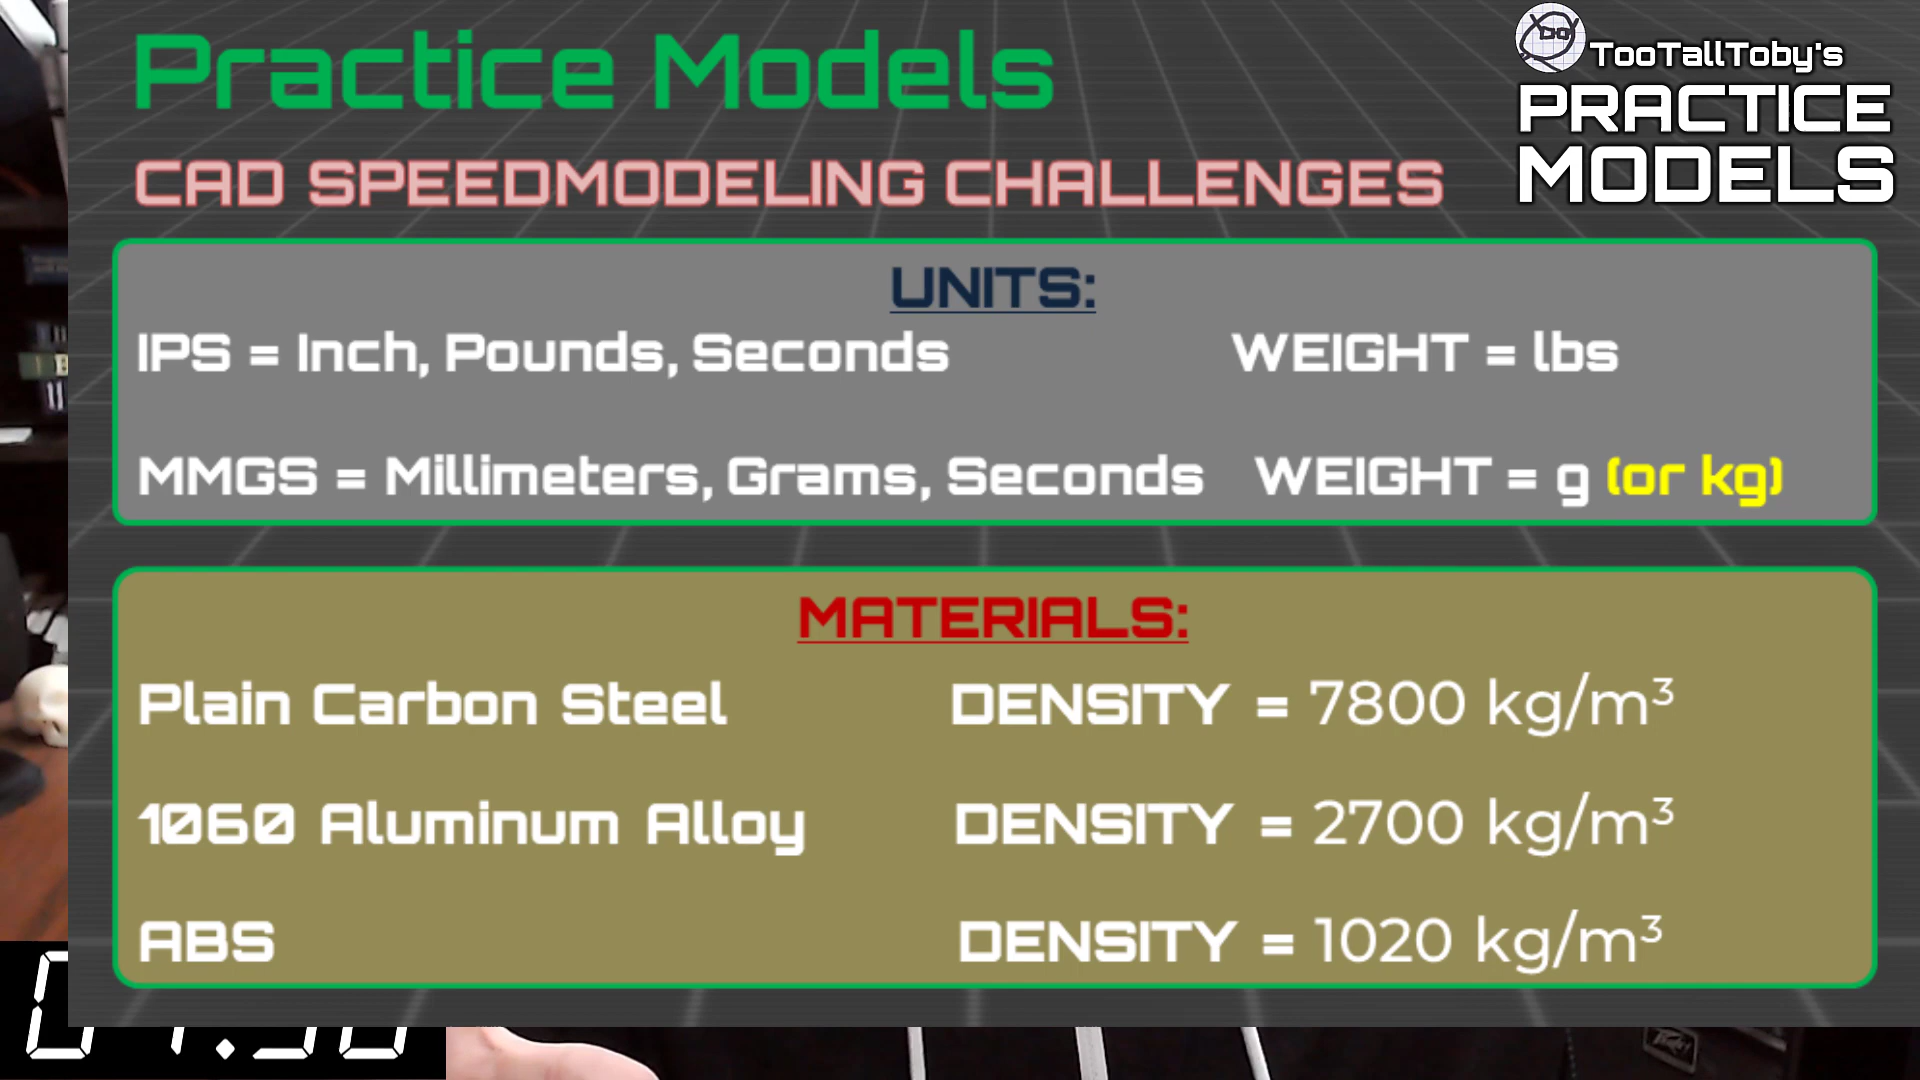 Practice Models
TooTallToby's
PRACTICE
MODELS
CAD SPEEDMODELING CHALLENGES
UNITS:
IPS = Inch, Pounds, Seconds WEIGHT = lbs
MMGS = Millimeters, Grams, Seconds WEIGHT = g (or kg)
MATERIALS:
Plain Carbon Steel DENSITY = 7800 kg/m³
1060 Aluminum Alloy DENSITY = 2700 kg/m³
ABS DENSITY = 1020 kg/m³